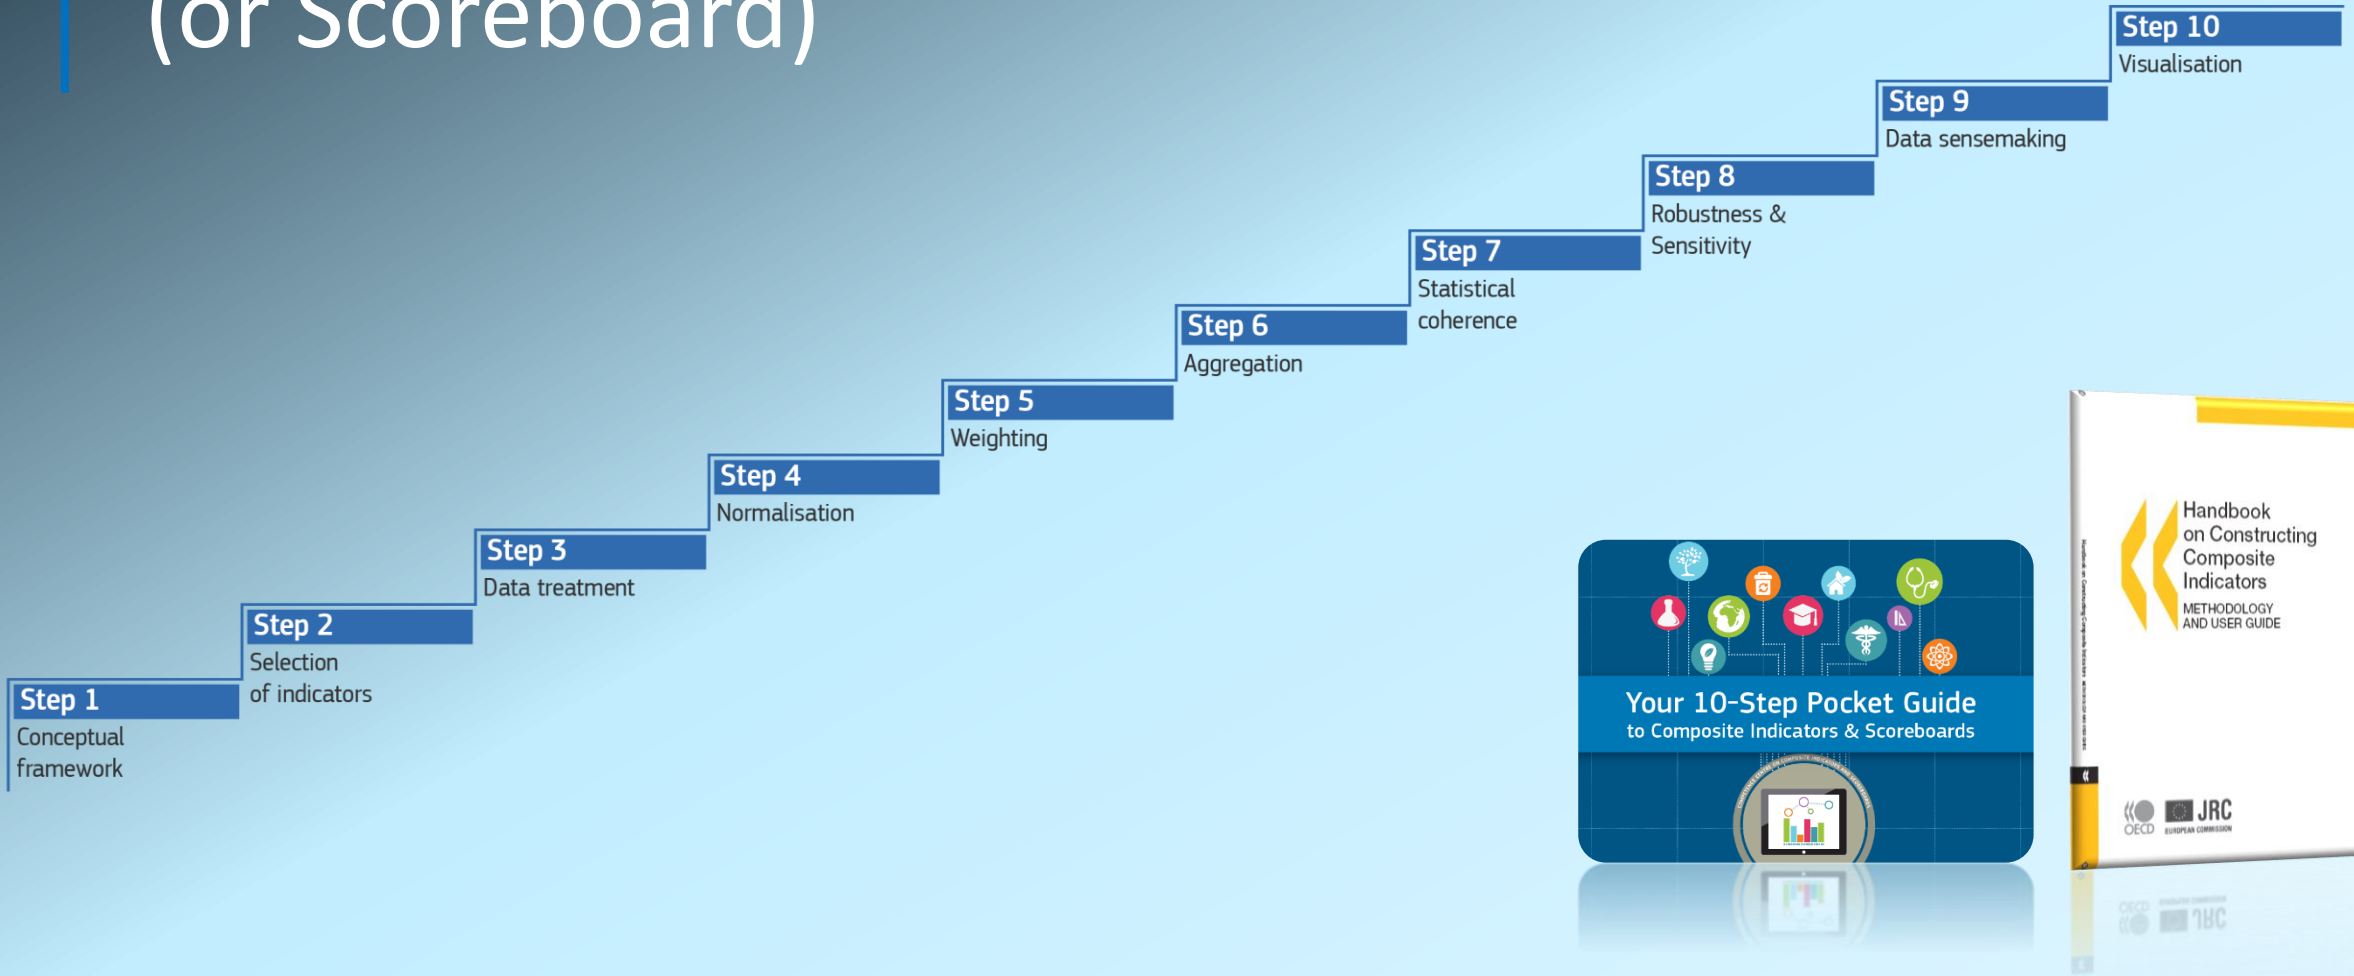 (or Scoreboard)
Step 10
Visualisation
Step 9
Data sensemaking
Step 8
Robustness &
Sensitivity
Step 7
Statistical
coherence
Step 6
Aggregation
Step 5
Weighting
Step 4
Normalisation
Step 3
Data treatment
Step 2
Selection
of indicators
Step 1
Conceptual
framework
Your 10-Step Pocket Guide
to Composite Indicators & Scoreboards
Handbook
on Constructing
Composite
Indicators
METHODOLOGY
AND USER GUIDE
OECD
JRC
EUROPEAN COMMISSION